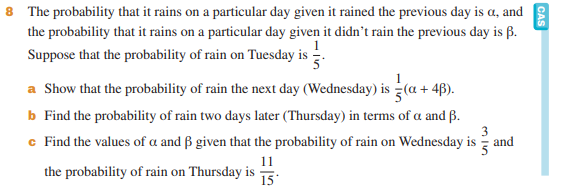 8 The probability that it rains on a particular day given it rained the previous day is α, and
the probability that it rains on a particular day given it didn't rain the previous day is β.
Suppose that the probability of rain on Tuesday is 1/5.
a Show that the probability of rain the next day (Wednesday) is 1/5(α + 4β).
b Find the probability of rain two days later (Thursday) in terms of α and β.
c Find the values of α and β given that the probability of rain on Wednesday is 3/5 and
the probability of rain on Thursday is 11/15.
CAS